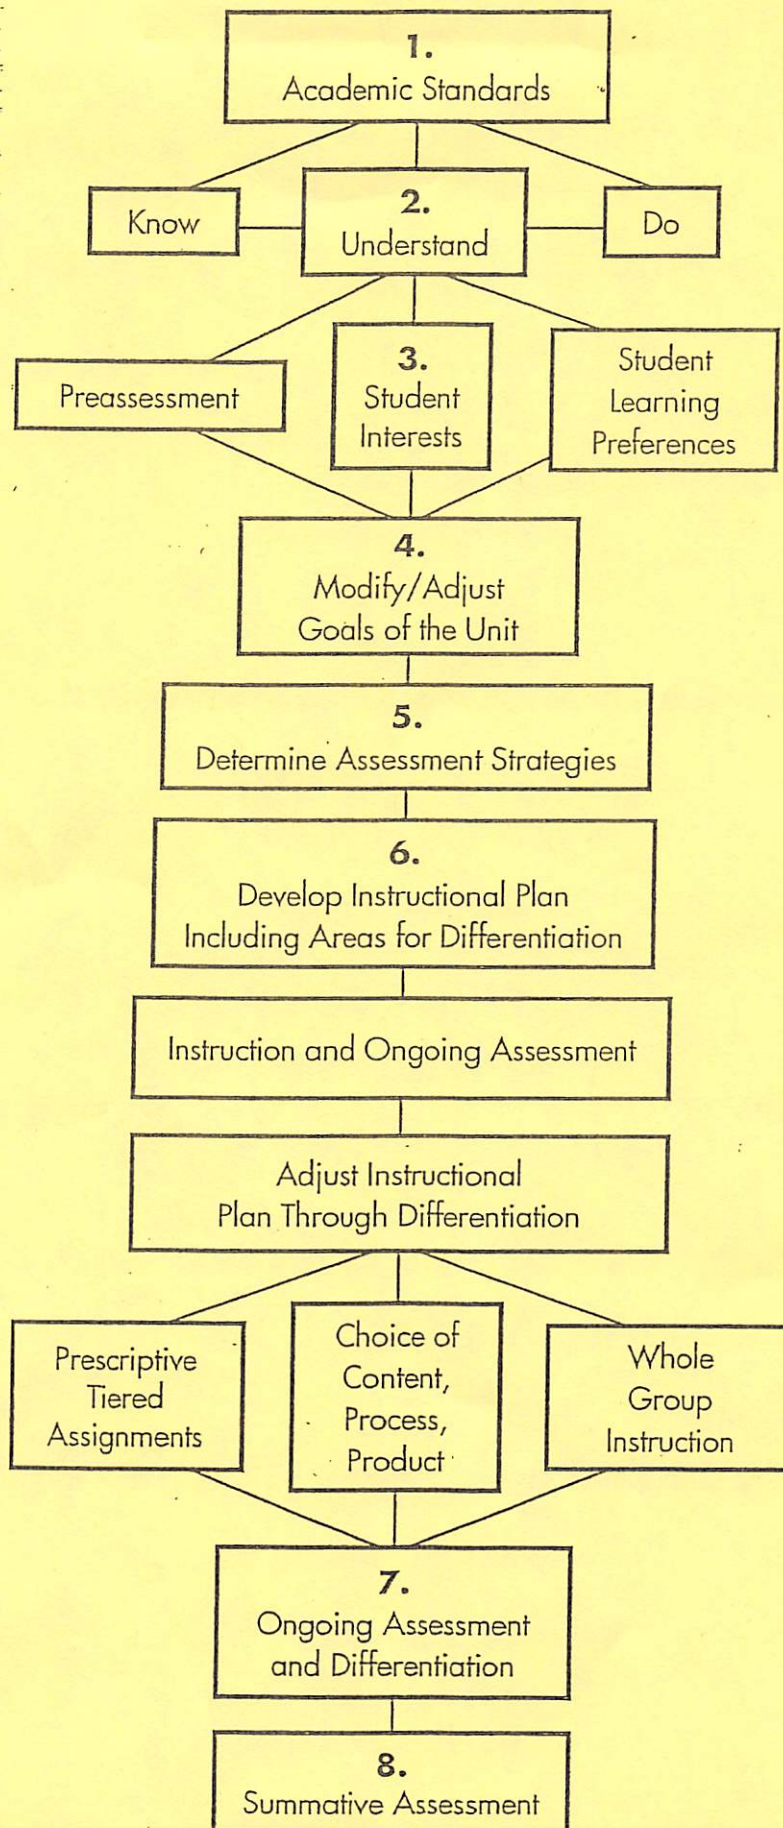 1.
Academic Standards
Know
2.
Understand
Do
Preassessment
3.
Student
Interests
Student
Learning
Preferences
4.
Modify/Adjust
Goals of the Unit
5.
Determine Assessment Strategies
6.
Develop Instructional Plan
Including Areas for Differentiation
Instruction and Ongoing Assessment
Adjust Instructional
Plan Through Differentiation
Prescriptive
Tiered
Assignments
Choice of
Content,
Process,
Product
Whole
Group
Instruction
7.
Ongoing Assessment
and Differentiation
8.
Summative Assessment